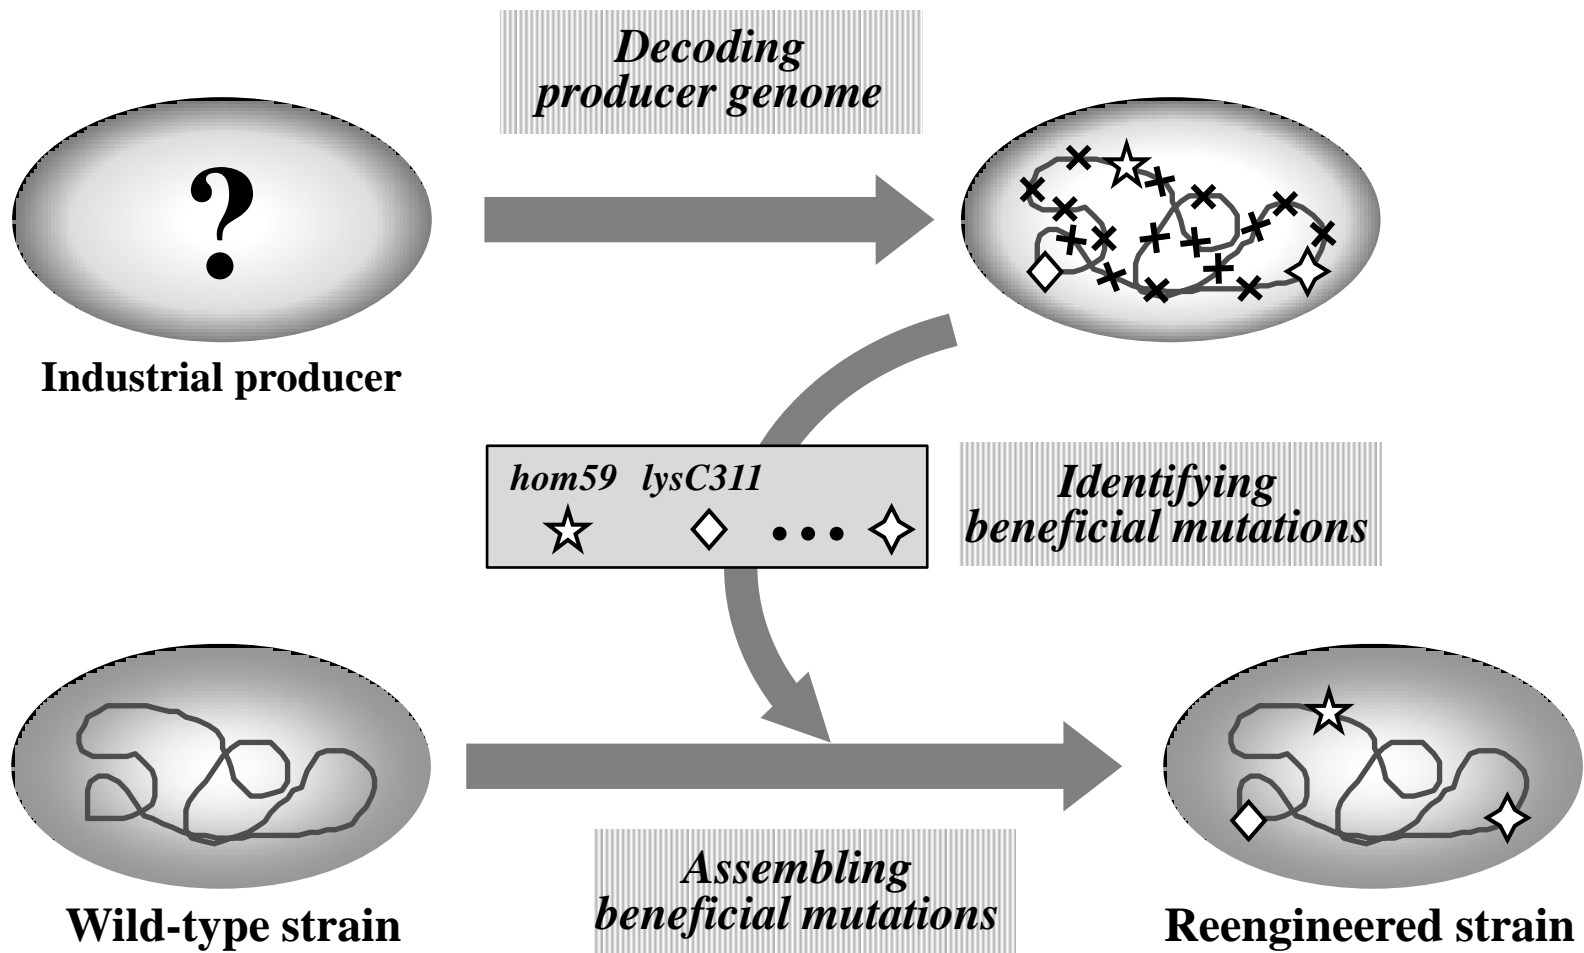 Decoding
producer genome
?
Industrial producer
hom59 lysC311
Identifying
beneficial mutations
Assembling
beneficial mutations
Wild-type strain
Reengineered strain